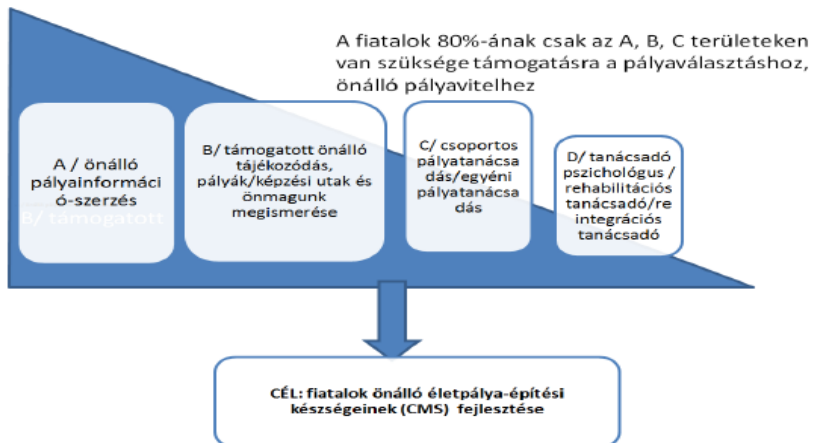 A fiatalok 80%-ának csak az A, B, C területeken
van szüksége támogatásra a pályaválasztáshoz,
önálló pályavitelhez
A / önálló
pályainformáci
ó-szerzés
B/ támogatott
B/ támogatott önálló
tájékozódás,
pályák/képzési utak és
önmagunk
megismerése
C/ csoportos
pályatanácsa
dás/egyéni
pályatanácsa
dás
D/ tanácsadó
pszichológus /
rehabilitációs
tanácsadó/re
integrációs
tanácsadó
CÉL: fiatalok önálló életpálya-építési
készségeinek (CMS) fejlesztése